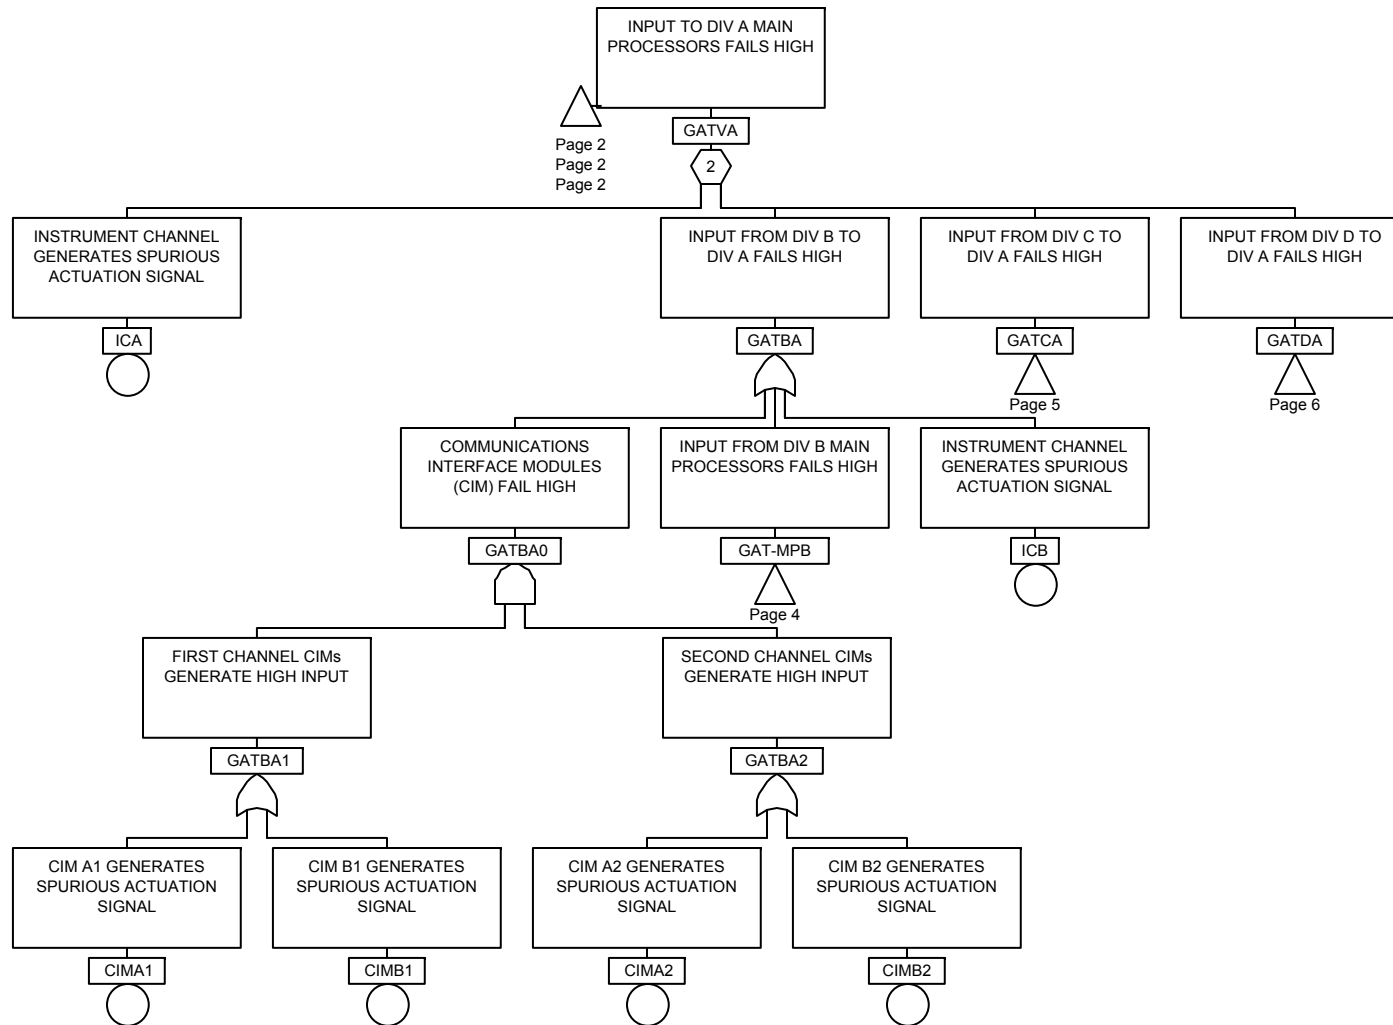 INPUT TO DIV A MAIN
PROCESSORS FAILS HIGH
GATVA
Page 2
Page 2
Page 2
2
INSTRUMENT CHANNEL
GENERATES SPURIOUS
ACTUATION SIGNAL
ICA
INPUT FROM DIV B TO
DIV A FAILS HIGH
GATBA
INPUT FROM DIV C TO
DIV A FAILS HIGH
GATCA
Page 5
INPUT FROM DIV D TO
DIV A FAILS HIGH
GATDA
Page 6
COMMUNICATIONS
INTERFACE MODULES
(CIM) FAIL HIGH
GATBA0
INPUT FROM DIV B MAIN
PROCESSORS FAILS HIGH
GAT-MPB
Page 4
INSTRUMENT CHANNEL
GENERATES SPURIOUS
ACTUATION SIGNAL
ICB
FIRST CHANNEL CIMs
GENERATE HIGH INPUT
GATBA1
SECOND CHANNEL CIMs
GENERATE HIGH INPUT
GATBA2
CIM A1 GENERATES
SPURIOUS ACTUATION
SIGNAL
CIMA1
CIM B1 GENERATES
SPURIOUS ACTUATION
SIGNAL
CIMB1
CIM A2 GENERATES
SPURIOUS ACTUATION
SIGNAL
CIMA2
CIM B2 GENERATES
SPURIOUS ACTUATION
SIGNAL
CIMB2